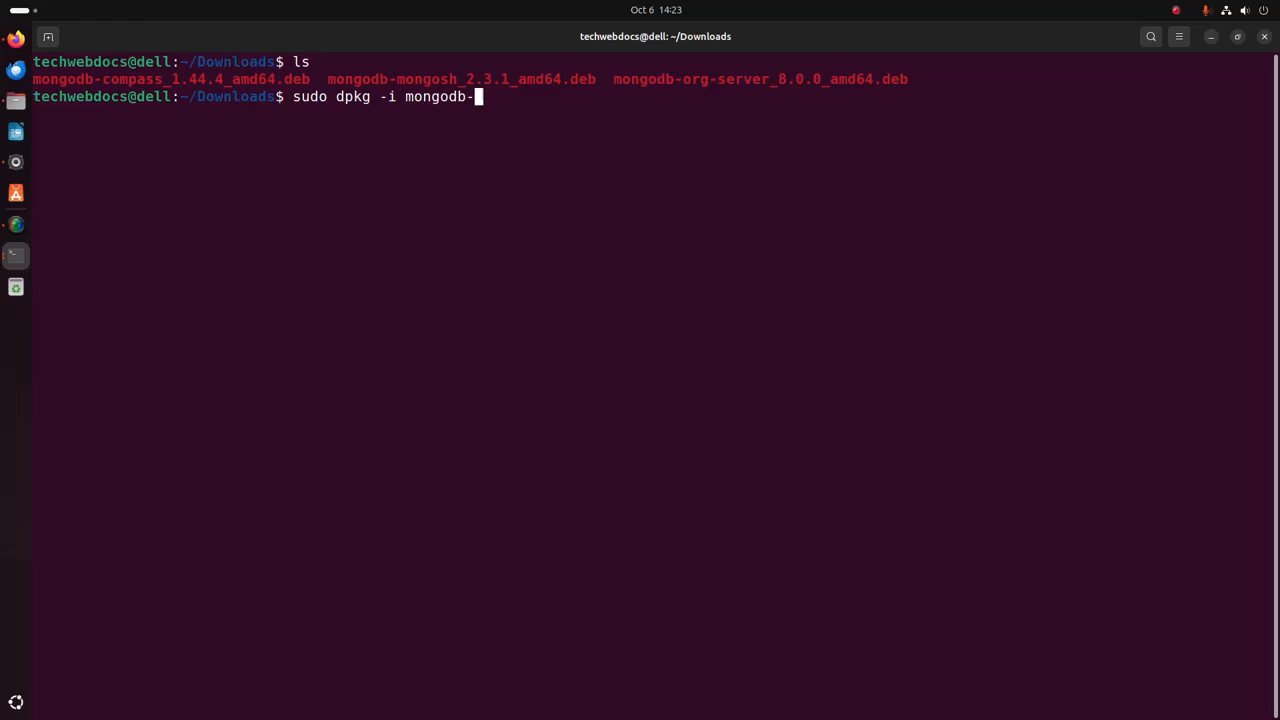 Oct 6 14:23
techwebdocs@dell: ~/Downloads
techwebdocs@dell:~/Downloads$ ls
mongodb-compass_1.44.4_amd64.deb mongodb-mongosh_2.3.1_amd64.deb mongodb-org-server_8.0.0_amd64.deb
techwebdocs@dell:~/Downloads$ sudo dpkg -i mongodb-